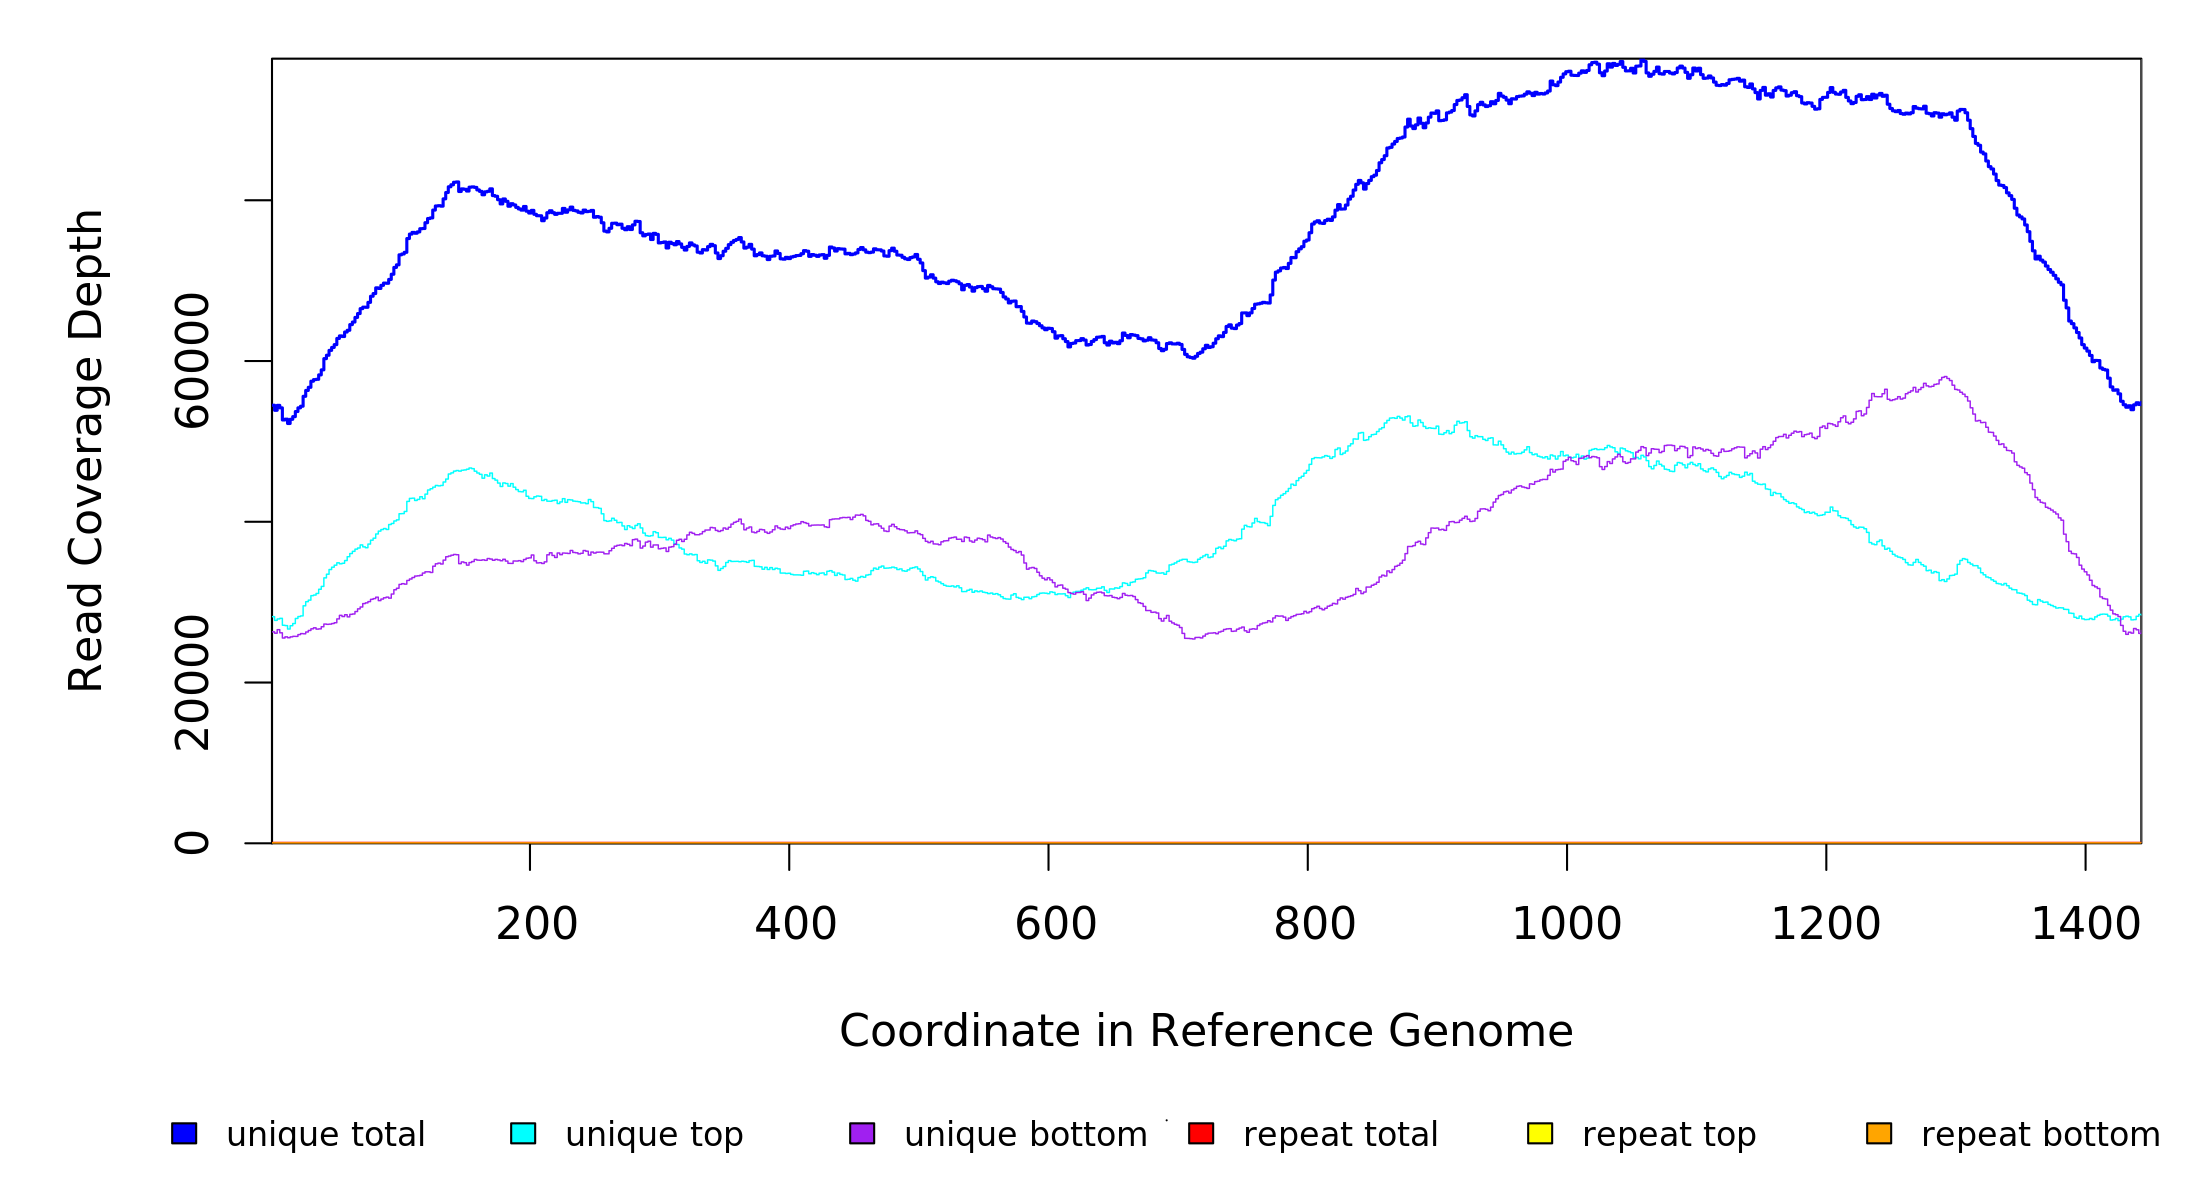 Read Coverage Depth
60000
20000
0
200 400 600 800 1000 1200 1400
Coordinate in Reference Genome
unique total unique top unique bottom repeat total repeat top repeat bottom